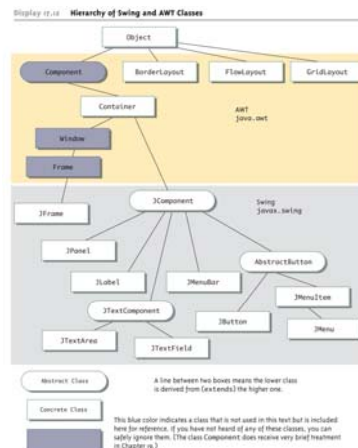 Display 17.12 Hierarchy of Swing and AWT Classes
Object
Component
BorderLayout
FlowLayout
GridLayout
Container
AWT
java.awt
Window
Frame
JFrame
JComponent
Swing
javax.swing
JPanel
AbstractButton
JLabel
JMenuBar
JMenuItem
JTextComponent
JButton
JMenu
JTextArea
JTextField
Abstract Class
A line between two boxes means the lower class
is derived from (extends) the higher one.
Concrete Class
This blue color indicates a class that is not used in this text but is included
here for reference. If you have not heard of any of these classes, you can
safely ignore them. (The class Component does receive very brief treatment
in Chapter 19.)